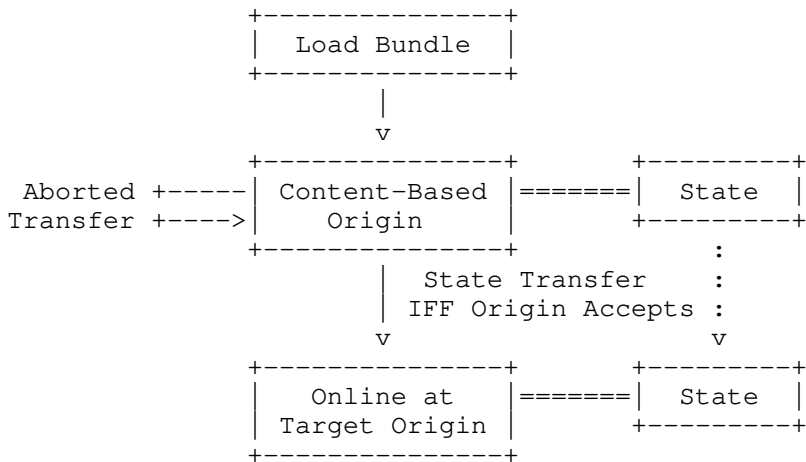 Load Bundle
Aborted
Transfer
Content-Based
Origin
State
State Transfer
IFF Origin Accepts
Online at
Target Origin
State